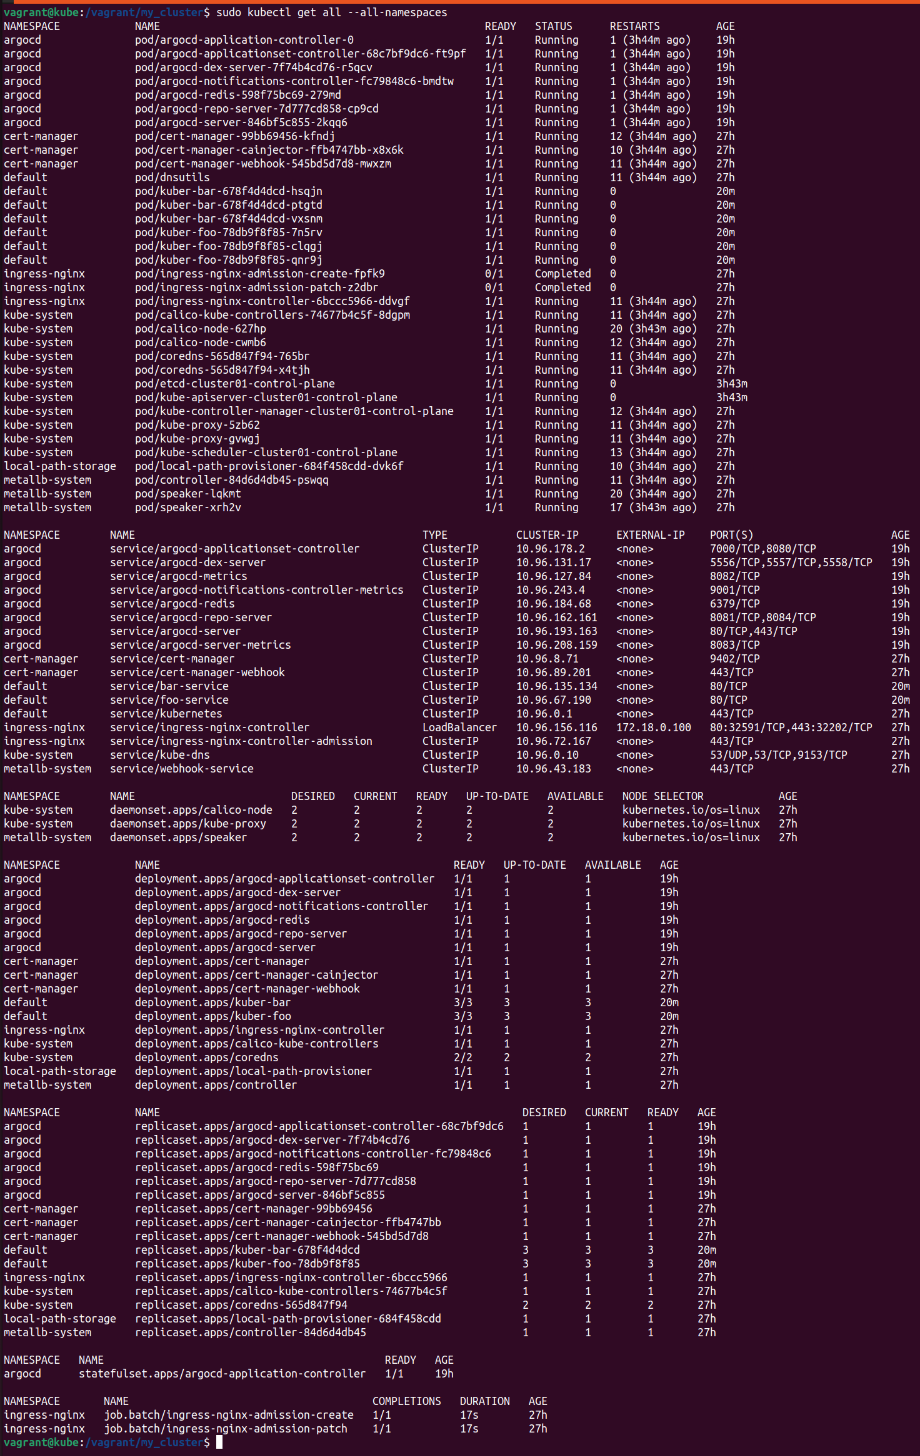 vagrant@kube:/vagrant/my_cluster$ sudo kubectl get all --all-namespaces
NAMESPACE NAME READY STATUS RESTARTS AGE
argocd pod/argocd-application-controller-0 1/1 Running 1 (3h44m ago) 19h
argocd pod/argocd-applicationset-controller-68c7bf9dc6-ft9pf 1/1 Running 1 (3h44m ago) 19h
argocd pod/argocd-dex-server-7f74b4cd76-r5qcv 1/1 Running 1 (3h44m ago) 19h
argocd pod/argocd-notifications-controller-fc79848c6-bmdtw 1/1 Running 1 (3h44m ago) 19h
argocd pod/argocd-redis-598f75bc69-279md 1/1 Running 1 (3h44m ago) 19h
argocd pod/argocd-repo-server-7d777cd858-cp9cd 1/1 Running 1 (3h44m ago) 19h
argocd pod/argocd-server-846bf5c855-2kqq6 1/1 Running 1 (3h44m ago) 19h
cert-manager pod/cert-manager-99bb69456-kfndj 1/1 Running 12 (3h44m ago) 27h
cert-manager pod/cert-manager-cainjector-ffb4747bb-x8x6k 1/1 Running 10 (3h44m ago) 27h
cert-manager pod/cert-manager-webhook-545bd5d7d8-mwxzm 1/1 Running 11 (3h44m ago) 27h
default pod/dnsutils 1/1 Running 11 (3h44m ago) 27h
default pod/kuber-bar-678f4d4dcd-hsqjn 1/1 Running 0 20m
default pod/kuber-bar-678f4d4dcd-ptgtd 1/1 Running 0 20m
default pod/kuber-bar-678f4d4dcd-vxsnm 1/1 Running 0 20m
default pod/kuber-foo-78db9f8f85-7n5rv 1/1 Running 0 20m
default pod/kuber-foo-78db9f8f85-clqgj 1/1 Running 0 20m
default pod/kuber-foo-78db9f8f85-qnr9j 1/1 Running 0 20m
ingress-nginx pod/ingress-nginx-admission-create-fpfk9 0/1 Completed 0 27h
ingress-nginx pod/ingress-nginx-admission-patch-z2dbr 0/1 Completed 0 27h
ingress-nginx pod/ingress-nginx-controller-6bccc5966-ddvgf 1/1 Running 11 (3h44m ago) 27h
kube-system pod/calico-kube-controllers-74677b4c5f-8dgpm 1/1 Running 11 (3h44m ago) 27h
kube-system pod/calico-node-627hp 1/1 Running 20 (3h43m ago) 27h
kube-system pod/calico-node-cwmb6 1/1 Running 12 (3h44m ago) 27h
kube-system pod/coredns-565d847f94-765br 1/1 Running 11 (3h44m ago) 27h
kube-system pod/coredns-565d847f94-x4tjh 1/1 Running 11 (3h44m ago) 27h
kube-system pod/etcd-cluster01-control-plane 1/1 Running 0 3h43m
kube-system pod/kube-apiserver-cluster01-control-plane 1/1 Running 0 3h43m
kube-system pod/kube-controller-manager-cluster01-control-plane 1/1 Running 12 (3h44m ago) 27h
kube-system pod/kube-proxy-5zb62 1/1 Running 11 (3h44m ago) 27h
kube-system pod/kube-proxy-gvwgj 1/1 Running 11 (3h44m ago) 27h
kube-system pod/kube-scheduler-cluster01-control-plane 1/1 Running 13 (3h44m ago) 27h
local-path-storage pod/local-path-provisioner-684f458cdd-dvk6f 1/1 Running 10 (3h44m ago) 27h
metallb-system pod/controller-84d6d4db45-pswqq 1/1 Running 11 (3h44m ago) 27h
metallb-system pod/speaker-lqkmt 1/1 Running 20 (3h44m ago) 27h
metallb-system pod/speaker-xrh2v 1/1 Running 17 (3h43m ago) 27h
NAMESPACE NAME TYPE CLUSTER-IP EXTERNAL-IP PORT(S) AGE
argocd service/argocd-applicationset-controller ClusterIP 10.96.178.2 <none> 7000/TCP,8080/TCP 19h
argocd service/argocd-dex-server ClusterIP 10.96.131.17 <none> 5556/TCP,5557/TCP,5558/TCP 19h
argocd service/argocd-metrics ClusterIP 10.96.127.84 <none> 8082/TCP 19h
argocd service/argocd-notifications-controller-metrics ClusterIP 10.96.243.4 <none> 9001/TCP 19h
argocd service/argocd-redis ClusterIP 10.96.184.68 <none> 6379/TCP 19h
argocd service/argocd-repo-server ClusterIP 10.96.162.161 <none> 8081/TCP,8084/TCP 19h
argocd service/argocd-server ClusterIP 10.96.193.163 <none> 80/TCP,443/TCP 19h
argocd service/argocd-server-metrics ClusterIP 10.96.208.159 <none> 8083/TCP 19h
cert-manager service/cert-manager ClusterIP 10.96.8.71 <none> 9402/TCP 27h
cert-manager service/cert-manager-webhook ClusterIP 10.96.89.201 <none> 443/TCP 27h
default service/bar-service ClusterIP 10.96.135.134 <none> 80/TCP 20m
default service/foo-service ClusterIP 10.96.67.190 <none> 80/TCP 20m
default service/kubernetes ClusterIP 10.96.0.1 <none> 443/TCP 27h
ingress-nginx service/ingress-nginx-controller LoadBalancer 10.96.156.116 172.18.0.100 80:32591/TCP,443:32202/TCP 27h
ingress-nginx service/ingress-nginx-controller-admission ClusterIP 10.96.72.167 <none> 443/TCP 27h
kube-system service/kube-dns ClusterIP 10.96.0.10 <none> 53/UDP,53/TCP,9153/TCP 27h
metallb-system service/webhook-service ClusterIP 10.96.43.183 <none> 443/TCP 27h
NAMESPACE NAME DESIRED CURRENT READY UP-TO-DATE AVAILABLE NODE SELECTOR AGE
kube-system daemonset.apps/calico-node 2 2 2 2 2 kubernetes.io/os=linux 27h
kube-system daemonset.apps/kube-proxy 2 2 2 2 2 kubernetes.io/os=linux 27h
metallb-system daemonset.apps/speaker 2 2 2 2 2 kubernetes.io/os=linux 27h
NAMESPACE NAME READY UP-TO-DATE AVAILABLE AGE
argocd deployment.apps/argocd-applicationset-controller 1/1 1 1 19h
argocd deployment.apps/argocd-dex-server 1/1 1 1 19h
argocd deployment.apps/argocd-notifications-controller 1/1 1 1 19h
argocd deployment.apps/argocd-redis 1/1 1 1 19h
argocd deployment.apps/argocd-repo-server 1/1 1 1 19h
argocd deployment.apps/argocd-server 1/1 1 1 19h
cert-manager deployment.apps/cert-manager 1/1 1 1 27h
cert-manager deployment.apps/cert-manager-cainjector 1/1 1 1 27h
cert-manager deployment.apps/cert-manager-webhook 1/1 1 1 27h
default deployment.apps/kuber-bar 3/3 3 3 20m
default deployment.apps/kuber-foo 3/3 3 3 20m
ingress-nginx deployment.apps/ingress-nginx-controller 1/1 1 1 27h
kube-system deployment.apps/calico-kube-controllers 1/1 1 1 27h
kube-system deployment.apps/coredns 2/2 2 2 27h
local-path-storage deployment.apps/local-path-provisioner 1/1 1 1 27h
metallb-system deployment.apps/controller 1/1 1 1 27h
NAMESPACE NAME DESIRED CURRENT READY AGE
argocd replicaset.apps/argocd-applicationset-controller-68c7bf9dc6 1 1 1 19h
argocd replicaset.apps/argocd-dex-server-7f74b4cd76 1 1 1 19h
argocd replicaset.apps/argocd-notifications-controller-fc79848c6 1 1 1 19h
argocd replicaset.apps/argocd-redis-598f75bc69 1 1 1 19h
argocd replicaset.apps/argocd-repo-server-7d777cd858 1 1 1 19h
argocd replicaset.apps/argocd-server-846bf5c855 1 1 1 19h
cert-manager replicaset.apps/cert-manager-99bb69456 1 1 1 27h
cert-manager replicaset.apps/cert-manager-cainjector-ffb4747bb 1 1 1 27h
cert-manager replicaset.apps/cert-manager-webhook-545bd5d7d8 1 1 1 27h
default replicaset.apps/kuber-bar-678f4d4dcd 3 3 3 20m
default replicaset.apps/kuber-foo-78db9f8f85 3 3 3 20m
ingress-nginx replicaset.apps/ingress-nginx-controller-6bccc5966 1 1 1 27h
kube-system replicaset.apps/calico-kube-controllers-74677b4c5f 1 1 1 27h
kube-system replicaset.apps/coredns-565d847f94 2 2 2 27h
local-path-storage replicaset.apps/local-path-provisioner-684f458cdd 1 1 1 27h
metallb-system replicaset.apps/controller-84d6d4db45 1 1 1 27h
NAMESPACE NAME READY AGE
argocd statefulset.apps/argocd-application-controller 1/1 19h
NAMESPACE NAME COMPLETIONS DURATION AGE
ingress-nginx job.batch/ingress-nginx-admission-create 1/1 17s 27h
ingress-nginx job.batch/ingress-nginx-admission-patch 1/1 17s 27h
vagrant@kube:/vagrant/my_cluster$